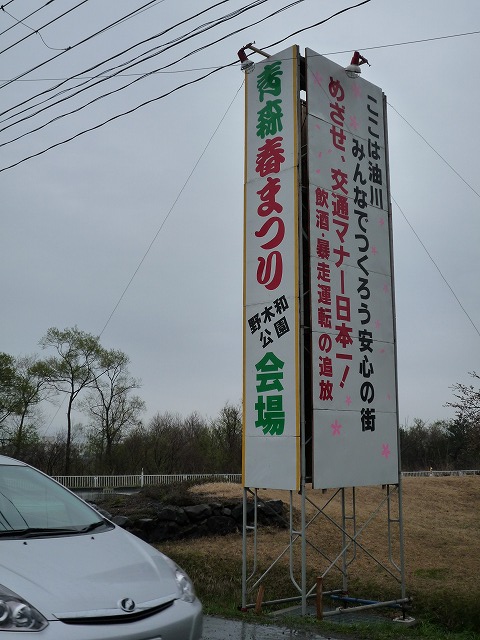 青森春まつり
野木和
公園
会場
ここは油川
みんなでつくろう安心の街
めざせ、交通マナー日本一!
飲酒・暴走運転の追放